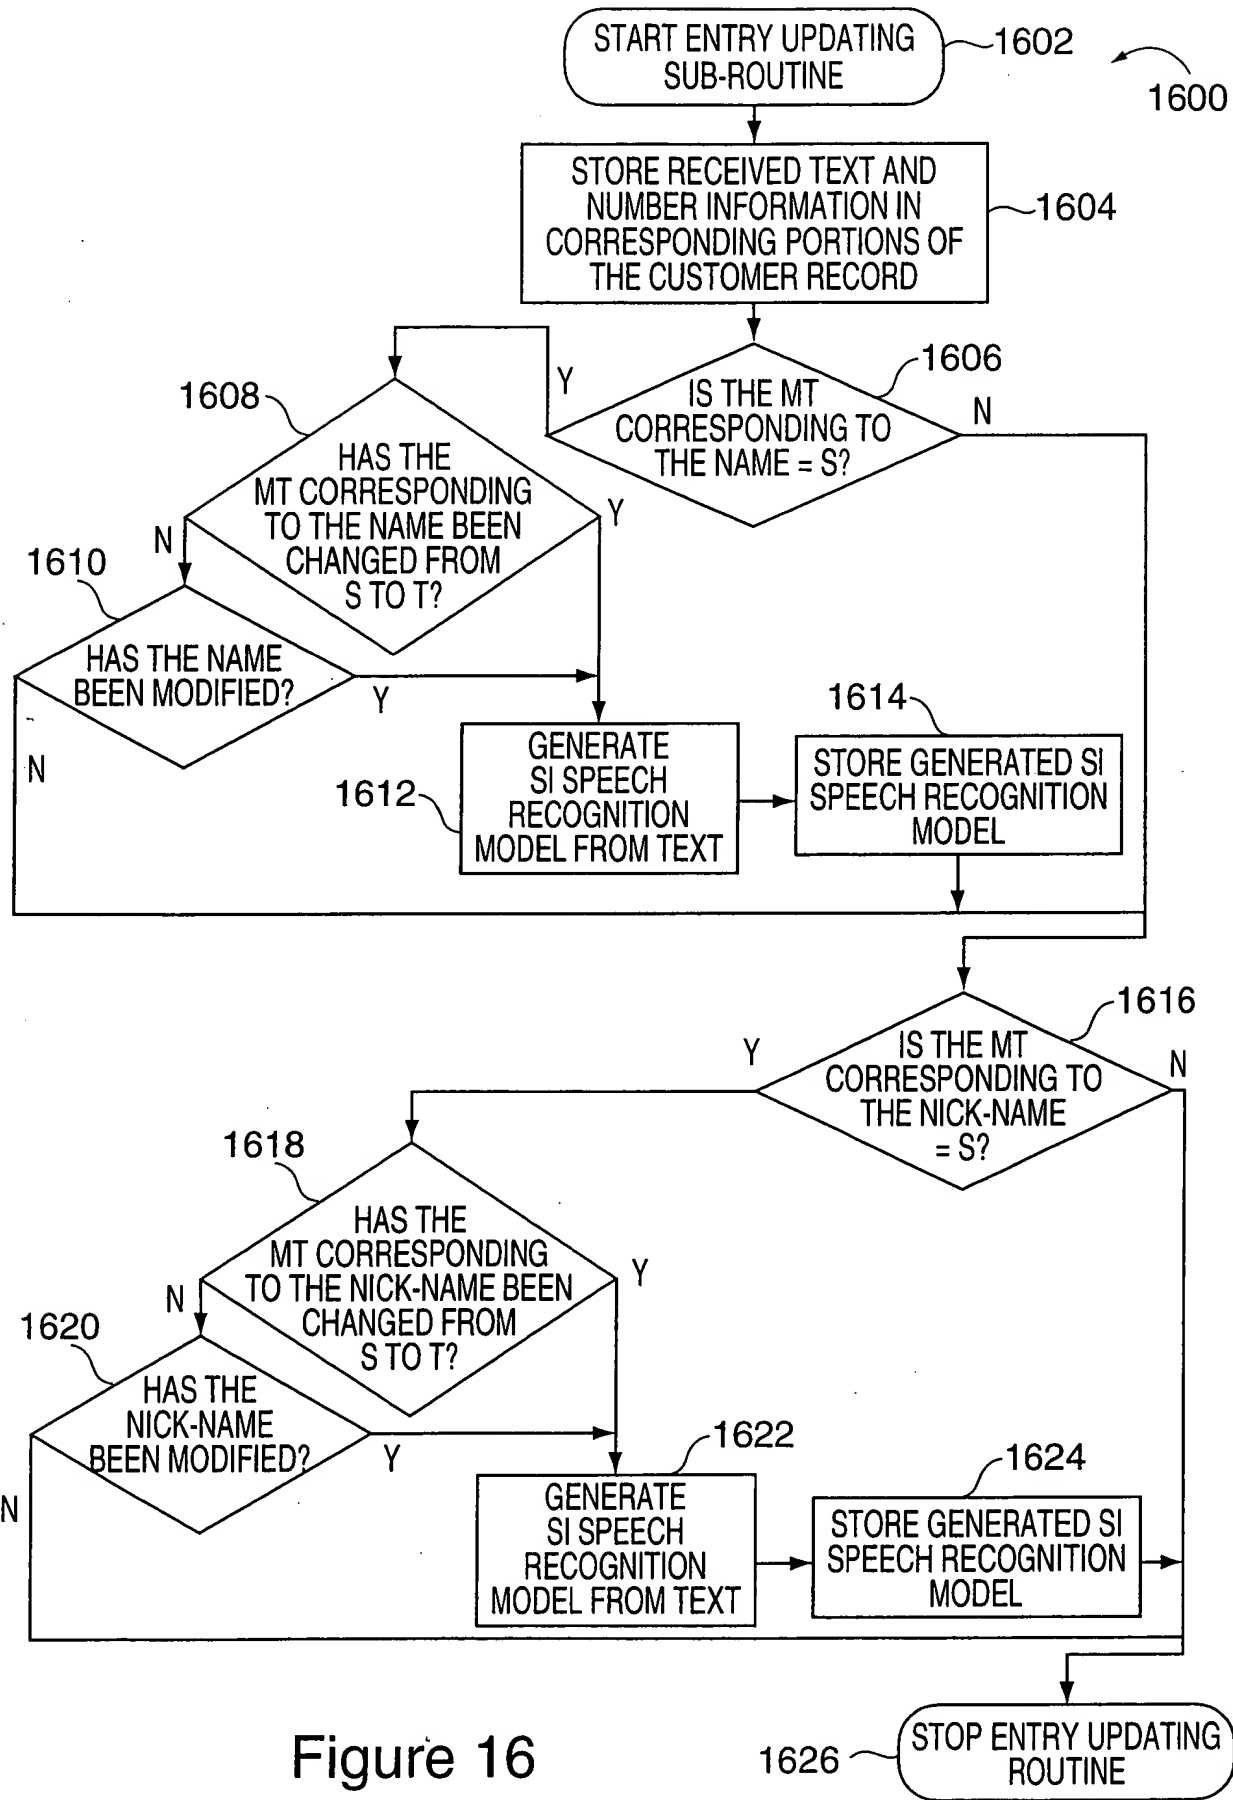 START ENTRY UPDATING
SUB-ROUTINE
1602
1600
STORE RECEIVED TEXT AND
NUMBER INFORMATION IN
CORRESPONDING PORTIONS OF
THE CUSTOMER RECORD
1604
1606
IS THE MT
CORRESPONDING TO
THE NAME = S?
Y
N
1608
HAS THE
MT CORRESPONDING
TO THE NAME BEEN
CHANGED FROM
S TO T?
Y
N
1610
HAS THE NAME
BEEN MODIFIED?
Y
N
1612
GENERATE
SI SPEECH
RECOGNITION
MODEL FROM TEXT
1614
STORE GENERATED SI
SPEECH RECOGNITION
MODEL
1616
IS THE MT
CORRESPONDING TO
THE NICK-NAME
= S?
Y
N
1618
HAS THE
MT CORRESPONDING
TO THE NICK-NAME BEEN
CHANGED FROM
S TO T?
Y
N
1620
HAS THE
NICK-NAME
BEEN MODIFIED?
Y
N
1622
GENERATE
SI SPEECH
RECOGNITION
MODEL FROM TEXT
1624
STORE GENERATED SI
SPEECH RECOGNITION
MODEL
1626
STOP ENTRY UPDATING
ROUTINE
Figure 16